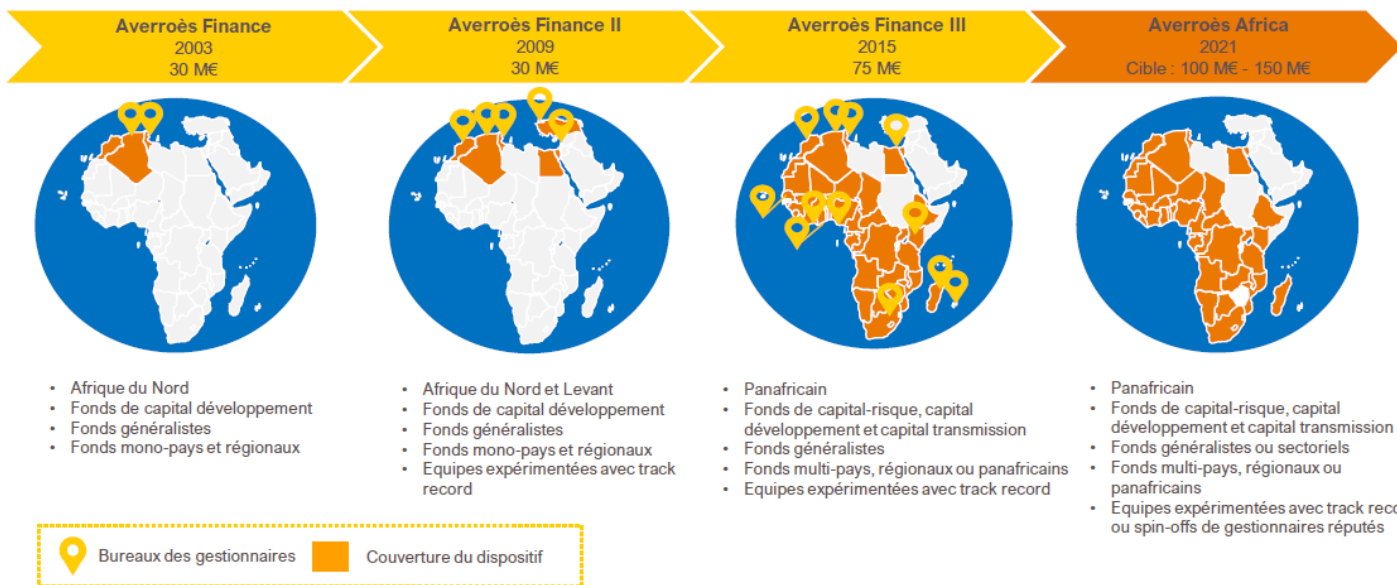 Averroès Finance
2003
30 M€
Averroès Finance II
2009
30 M€
Averroès Finance III
2015
75 M€
Averroès Africa
2021
Cible : 100 M€ - 150 M€
• Afrique du Nord
• Fonds de capital développement
• Fonds généralistes
• Fonds mono-pays et régionaux
• Afrique du Nord et Levant
• Fonds de capital développement
• Fonds généralistes
• Fonds mono-pays et régionaux
• Equipes expérimentées avec track
record
• Panafricain
• Fonds de capital-risque, capital
développement et capital transmission
• Fonds généralistes
• Fonds multi-pays, régionaux ou panafricains
• Equipes expérimentées avec track record
• Panafricain
• Fonds de capital-risque, capital
développement et capital transmission
• Fonds généralistes ou sectoriels
• Fonds multi-pays, régionaux ou
panafricains
• Equipes expérimentées avec track reco
ou spin-offs de gestionnaires réputés
Bureaux des gestionnaires
Couverture du dispositif